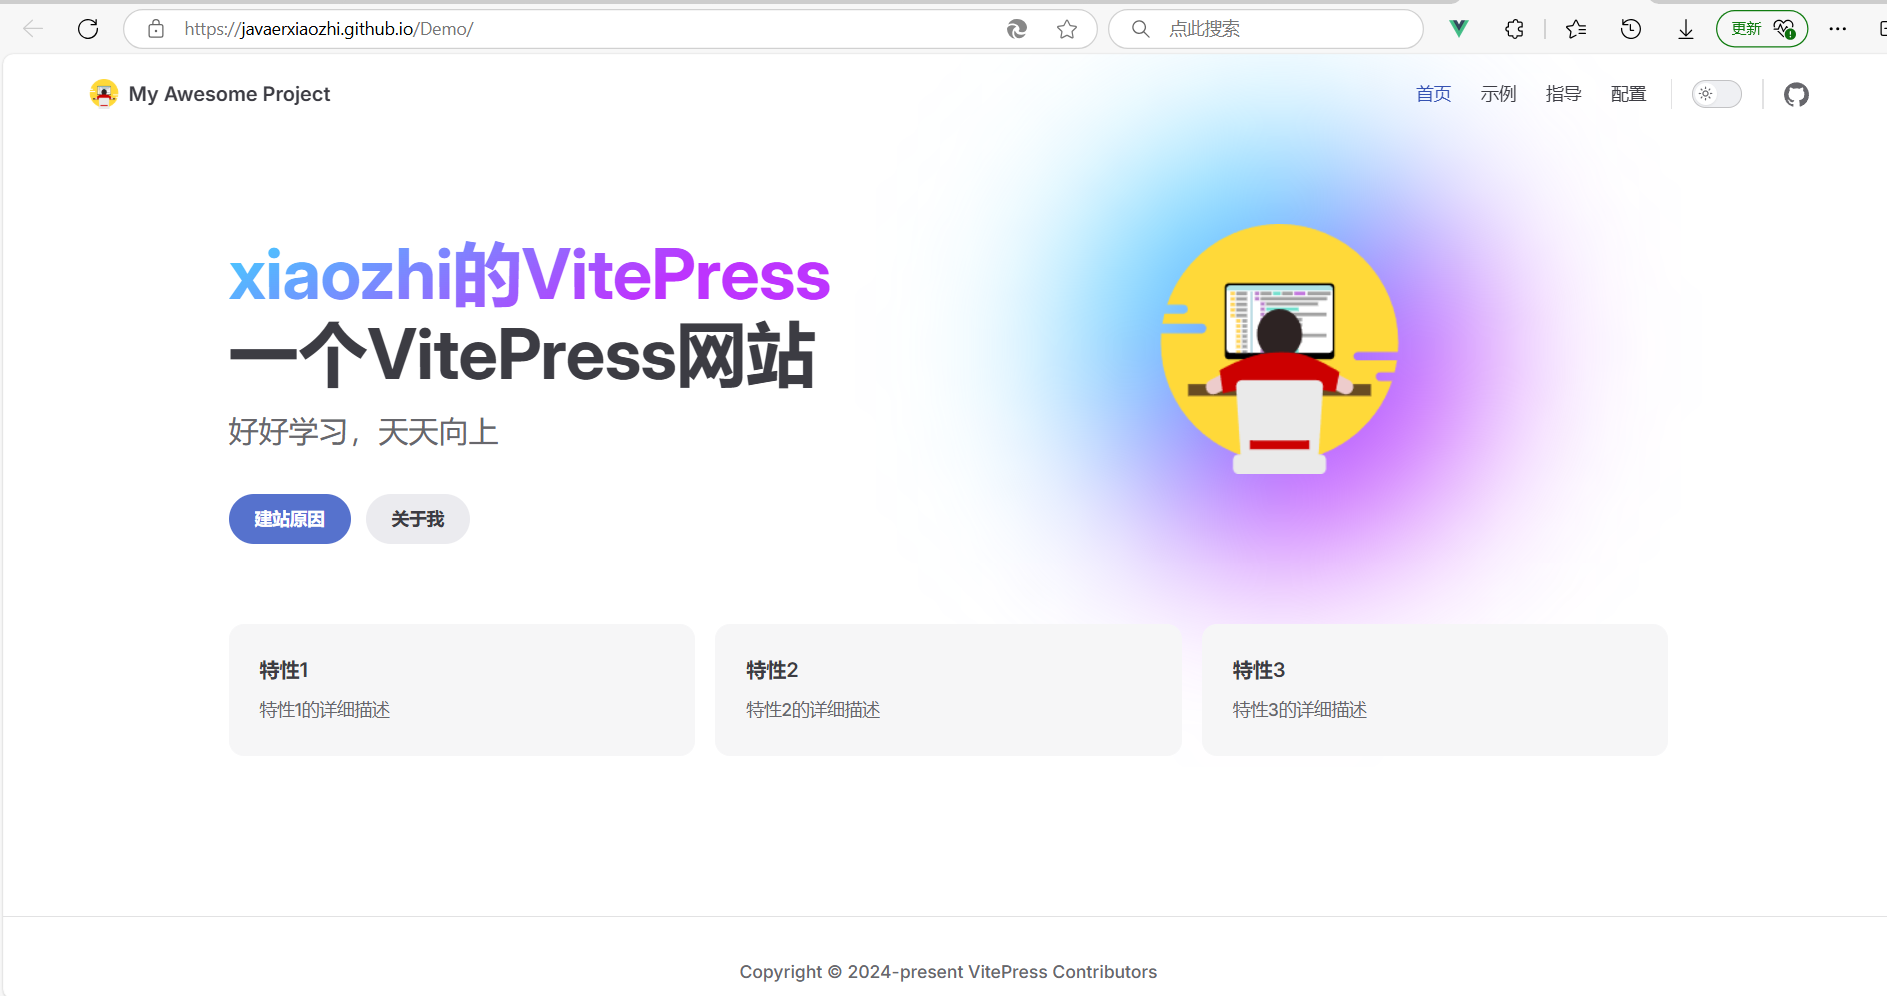 https://javaerxiaozhi.github.io/Demo/
点此搜索
更新
My Awesome Project
首页 示例 指导 配置
xiaozhi的VitePress
一个VitePress网站
好好学习，天天向上
建站原因 关于我
特性1
特性1的详细描述
特性2
特性2的详细描述
特性3
特性3的详细描述
Copyright © 2024-present VitePress Contributors